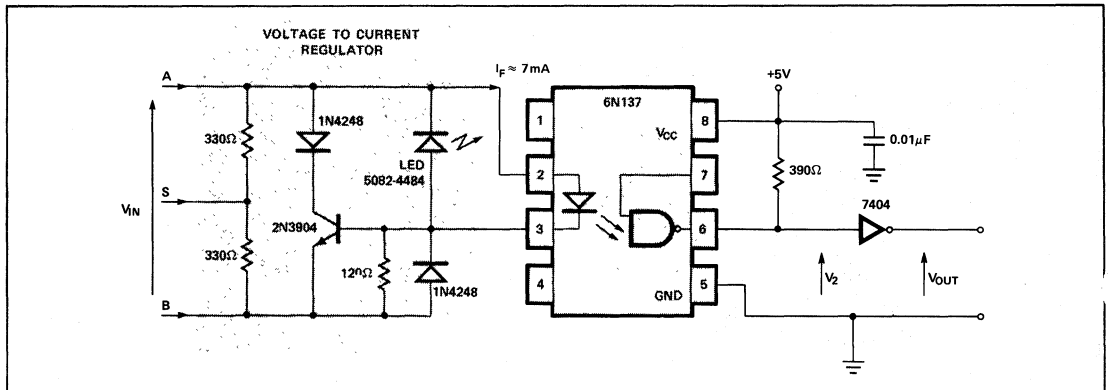 VOLTAGE TO CURRENT
REGULATOR
A
I_F ≈ 7mA
+5V
6N137
1N4248
1
8
V_CC
0.01μF
330Ω
LED
5082-4484
2
7
390Ω
S
7404
V_IN
2N3904
3
6
330Ω
120Ω
1N4248
4
5
GND
V_2
V_OUT
B